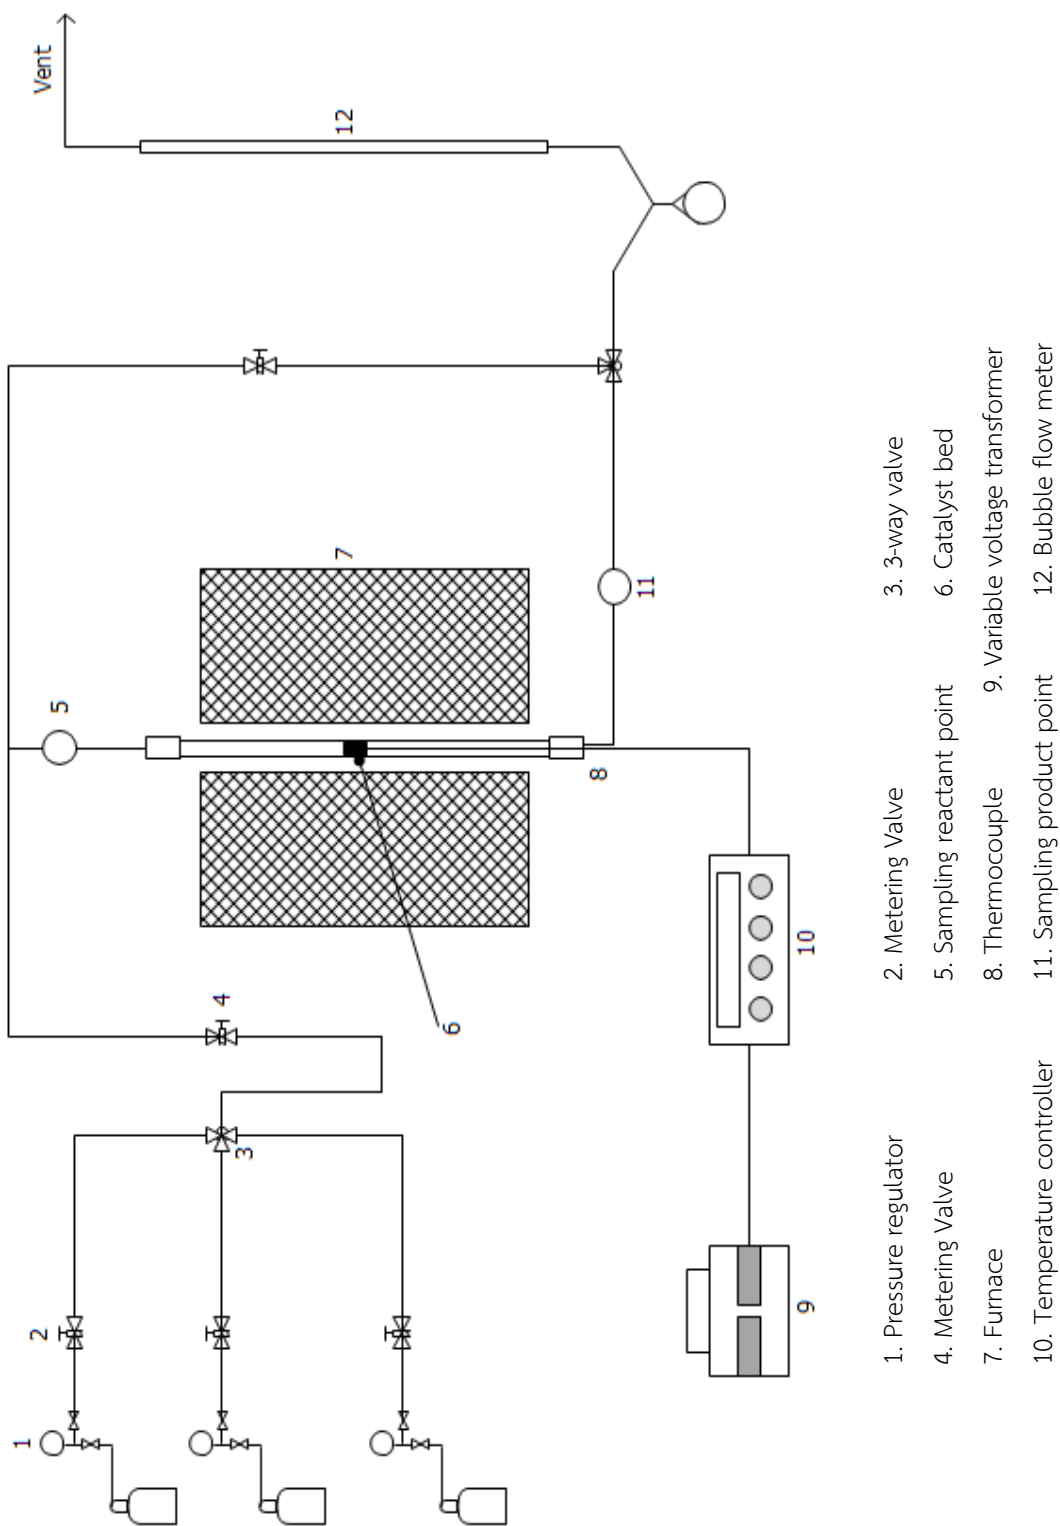 Vent
12
5
7
11
8
4
6
10
3
2
9
1
1. Pressure regulator
2. Metering Valve
3. 3-way valve
4. Metering Valve
5. Sampling reactant point
6. Catalyst bed
7. Furnace
8. Thermocouple
9. Variable voltage transformer
10. Temperature controller
11. Sampling product point
12. Bubble flow meter